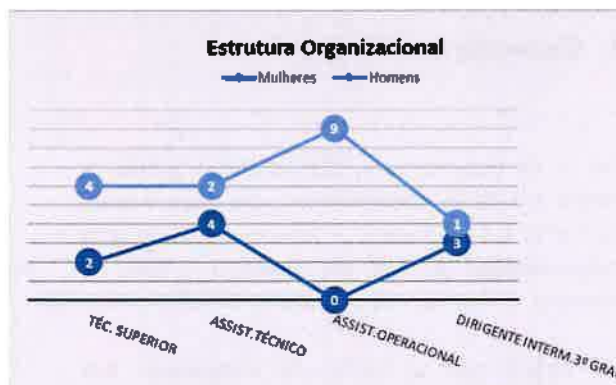 Estrutura Organizacional
Mulheres Homens
4 2 9 1
2 4 0 3
TÉC. SUPERIOR
ASSIST.TÉCNICO
ASSIST.OPERACIONAL
DIRIGENTE INTERM.3º GRA